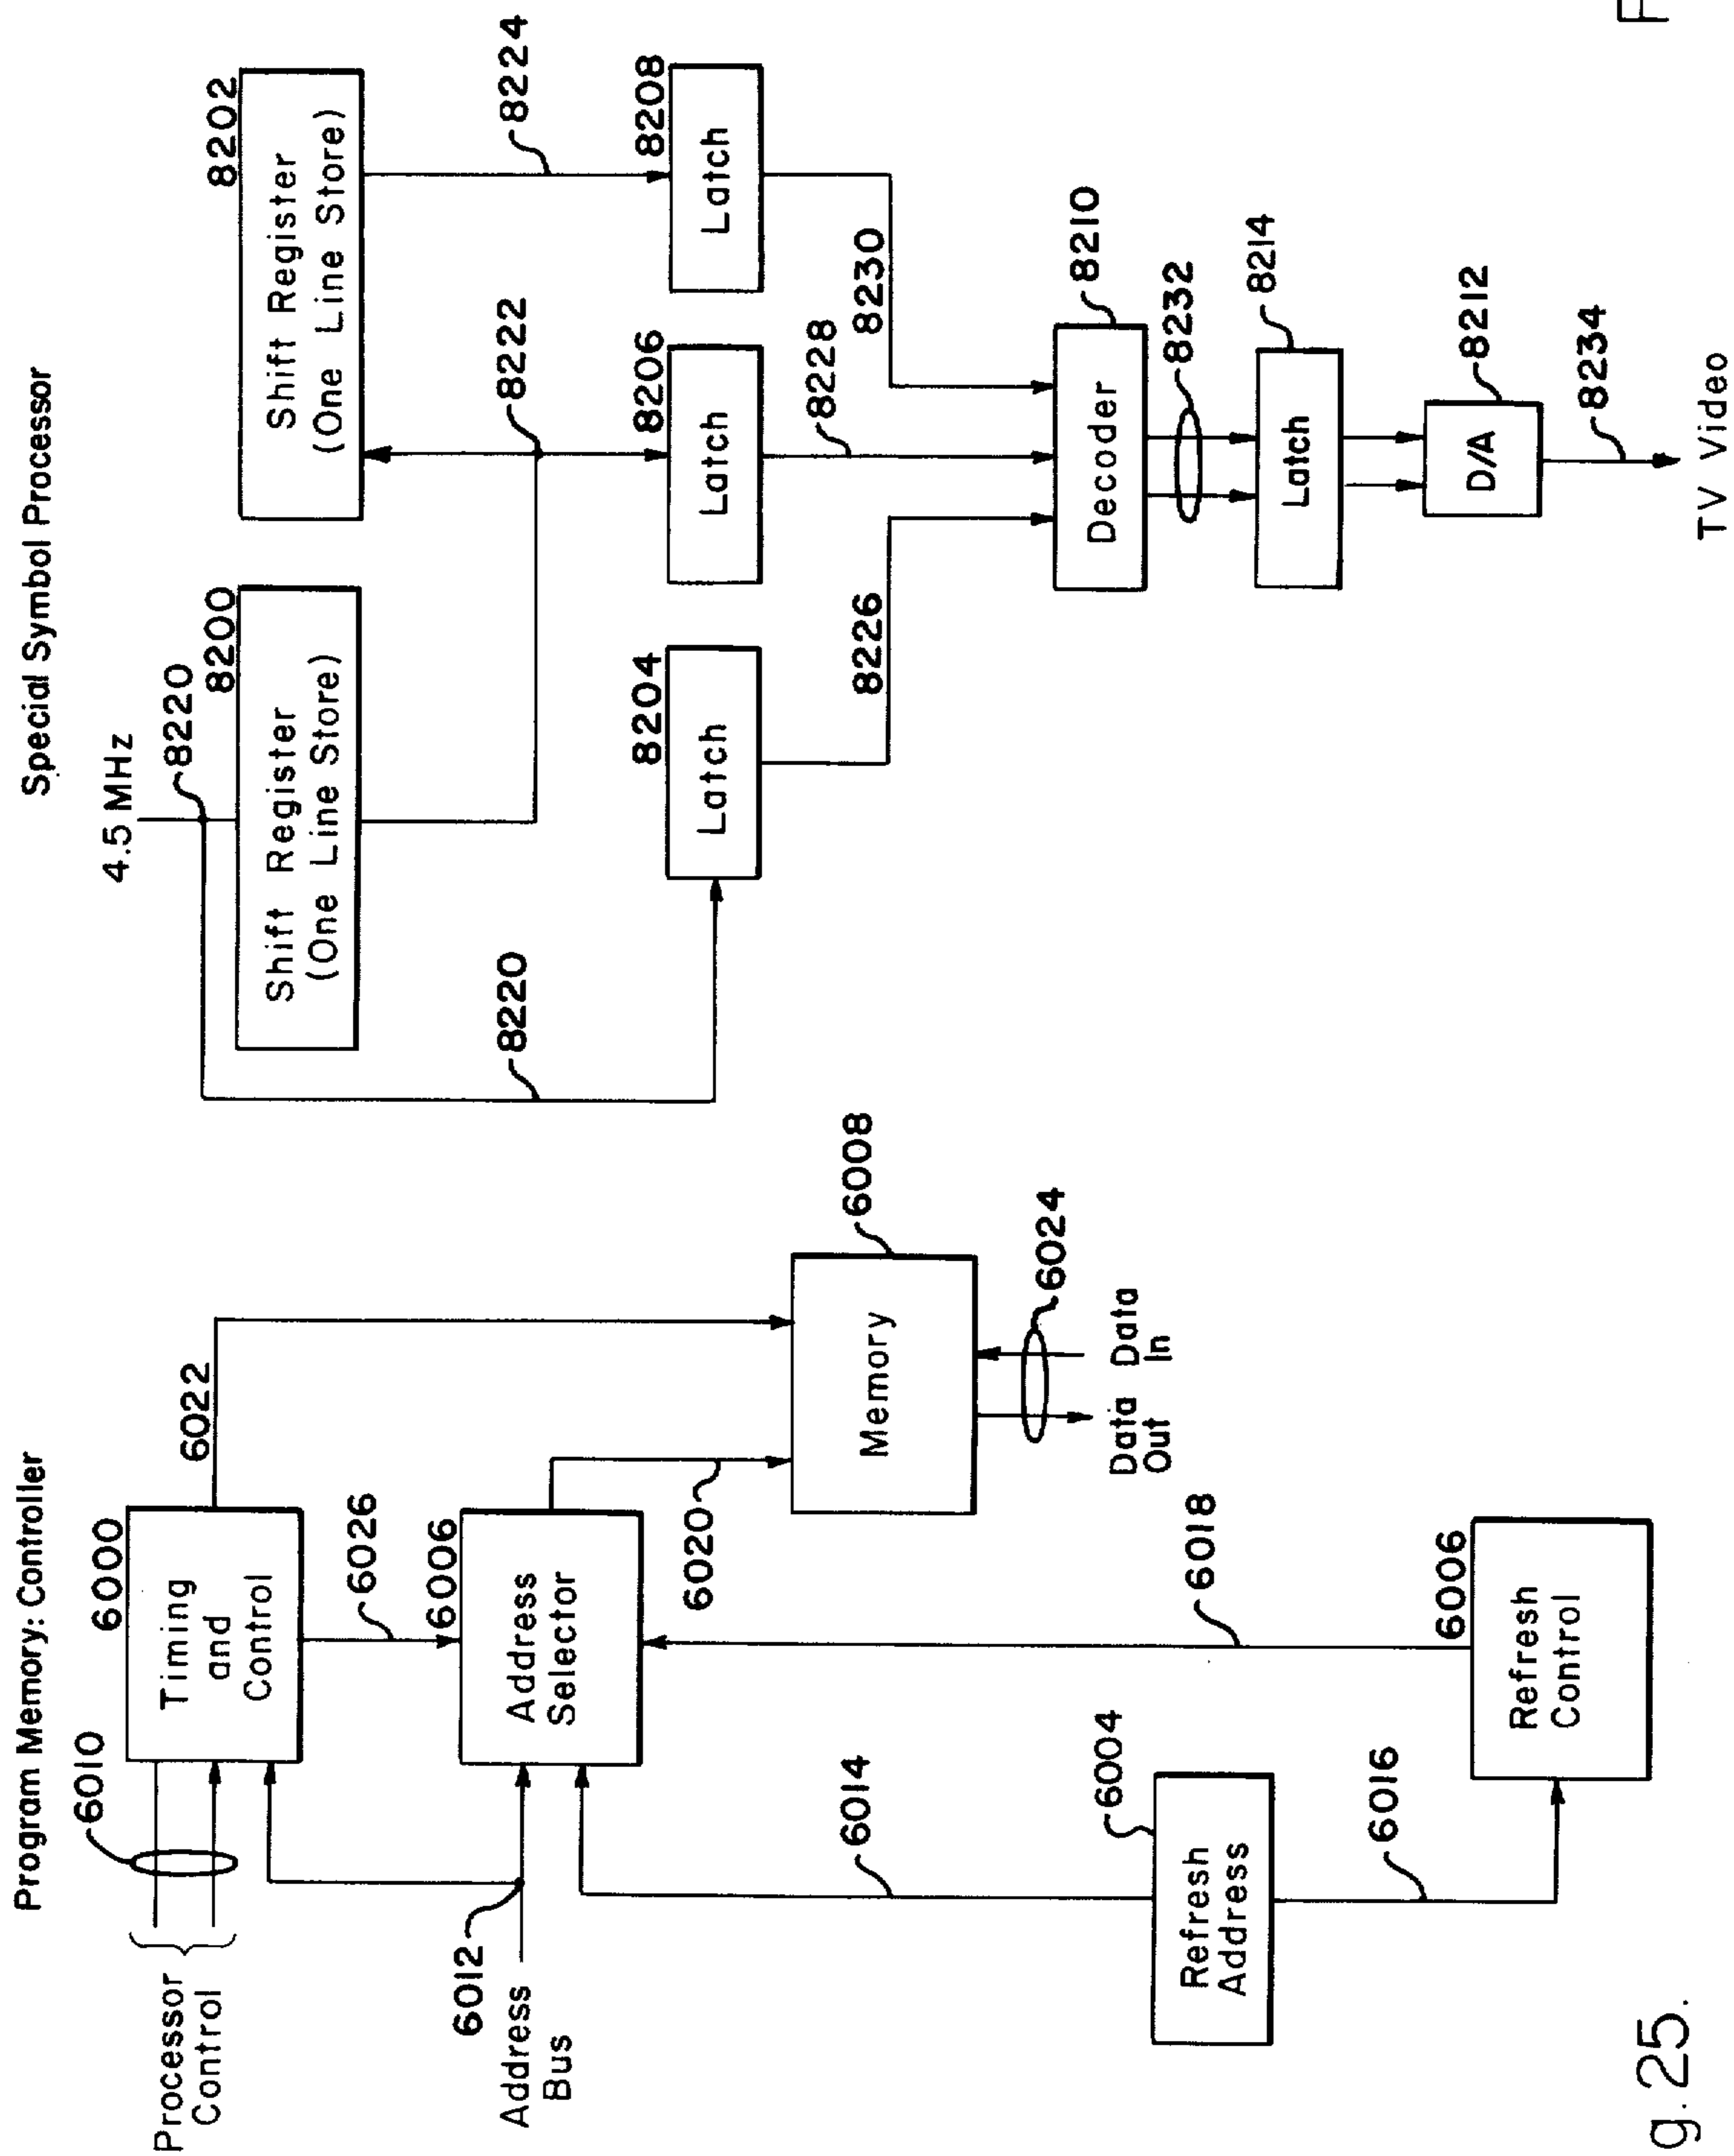 Program Memory: Controller
Processor
Control
6010
6000
Timing
and
Control
6022
6026
6012
Address
Bus
6006
Address
Selector
6020
6008
Memory
6024
Data Data
Out In
6014
6018
6004
Refresh
Address
6016
6006
Refresh
Control
g. 25.
Special Symbol Processor
4.5 MHz
8220
8200
Shift Register
(One Line Store)
8202
Shift Register
(One Line Store)
8220
8222
8224
8204
Latch
8206
Latch
8208
Latch
8226
8228
8230
8210
Decoder
8232
8214
Latch
8212
D/A
8234
TV Video
F